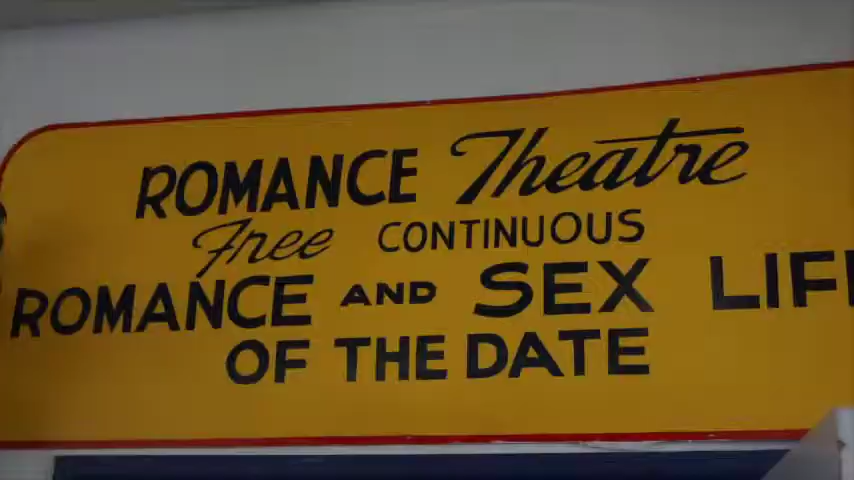 ROMANCE Theatre
Free CONTINUOUS
ROMANCE AND SEX LIF
OF THE DATE